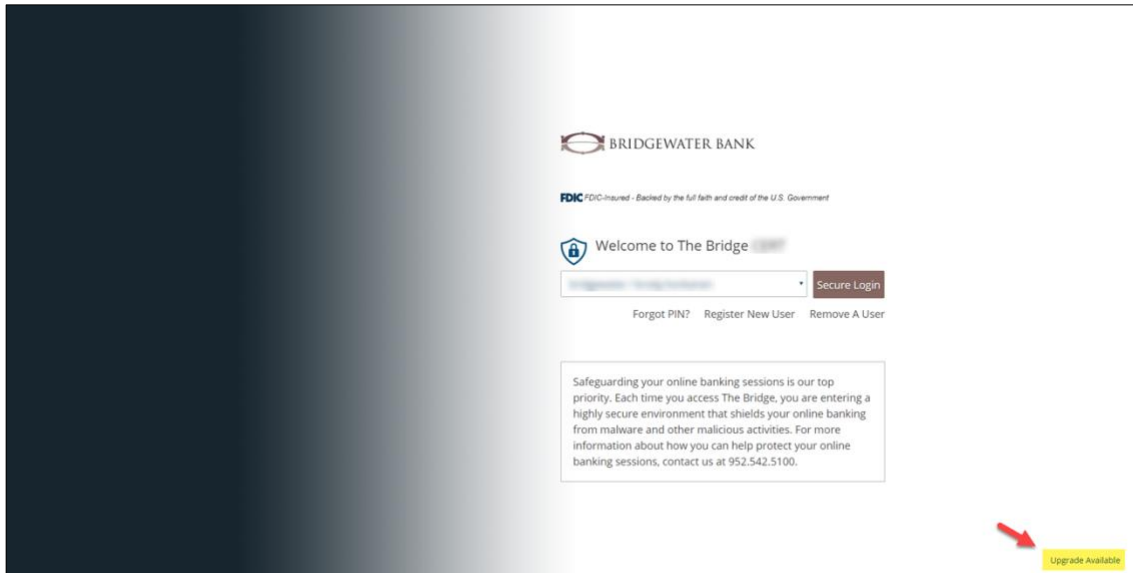 BRIDGEWATER BANK
FDIC FDIC-Insured - Backed by the full faith and credit of the U.S. Government
Welcome to The Bridge
Secure Login
Forgot PIN? Register New User Remove A User
Safeguarding your online banking sessions is our top
priority. Each time you access The Bridge, you are entering a
highly secure environment that shields your online banking
from malware and other malicious activities. For more
information about how you can help protect your online
banking sessions, contact us at 952.542.5100.
Upgrade Available